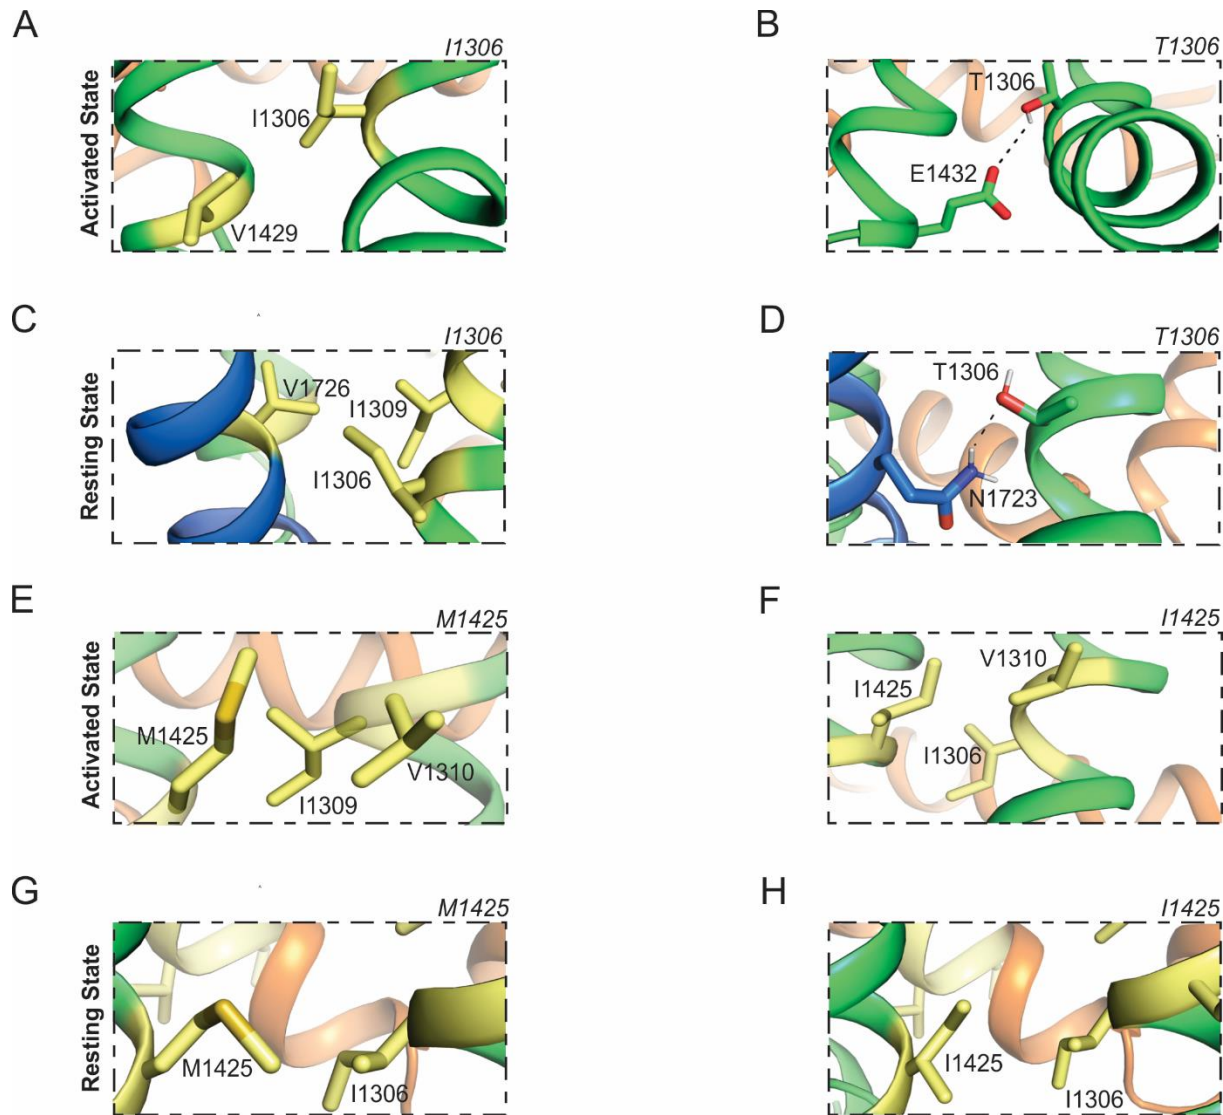 A
B
I1306
T1306
Activated State
I1306
V1429
T1306
E1432
C
D
I1306
T1306
Resting State
V1726
I1309
I1306
T1306
N1723
E
F
M1425
I1425
Activated State
M1425
I1309
V1310
V1310
I1425
I1306
G
H
M1425
I1425
Resting State
M1425
I1306
I1425
I1306